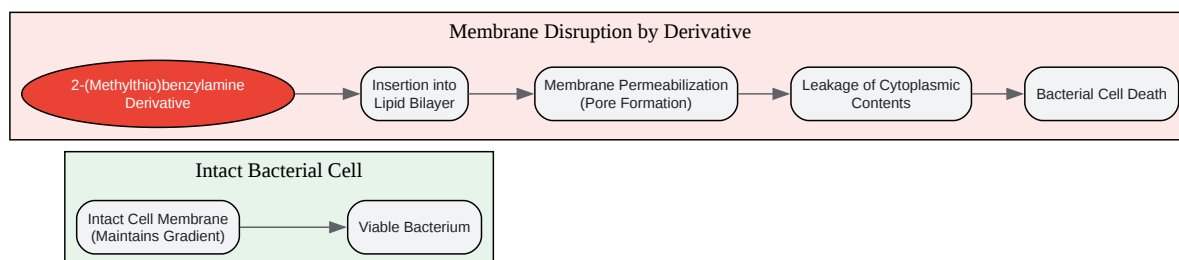 Membrane Disruption by Derivative
2-(Methylthio)benzylamine
Derivative
Insertion into
Lipid Bilayer
Membrane Permeabilization
(Pore Formation)
Leakage of Cytoplasmic
Contents
Bacterial Cell Death
Intact Bacterial Cell
Intact Cell Membrane
(Maintains Gradient)
Viable Bacterium